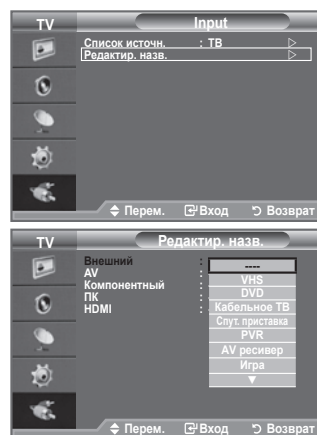 TV Input
Список источн. : ТВ ▷
Редактир. назв. ▷
Перем. Вход Возврат
TV Редактир. назв.
Внешний : ----
AV : VHS
Компонентный : DVD
ПК : Кабельное ТВ
HDMI : Спут. приставка
PVR
AV ресивер
Игра
▼
Перем. Вход Возврат